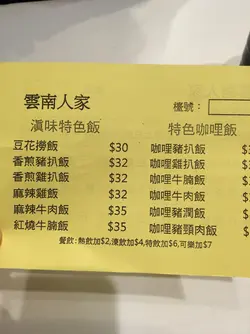 雲南人家
檯號:
滇味特色飯
特色咖喱飯
豆花撈飯 $30
香煎豬扒飯 $32
香煎雞扒飯 $32
麻辣雞飯 $32
麻辣牛肉飯 $35
紅燒牛腩飯 $35
咖哩豬扒飯
咖哩雞扒飯
咖哩牛腩飯
咖哩牛肉飯
咖哩豬潤飯
咖哩豬頸肉飯
餐飲:熱飲加$2,凍飲加$4,特飲加$6,可樂加$7